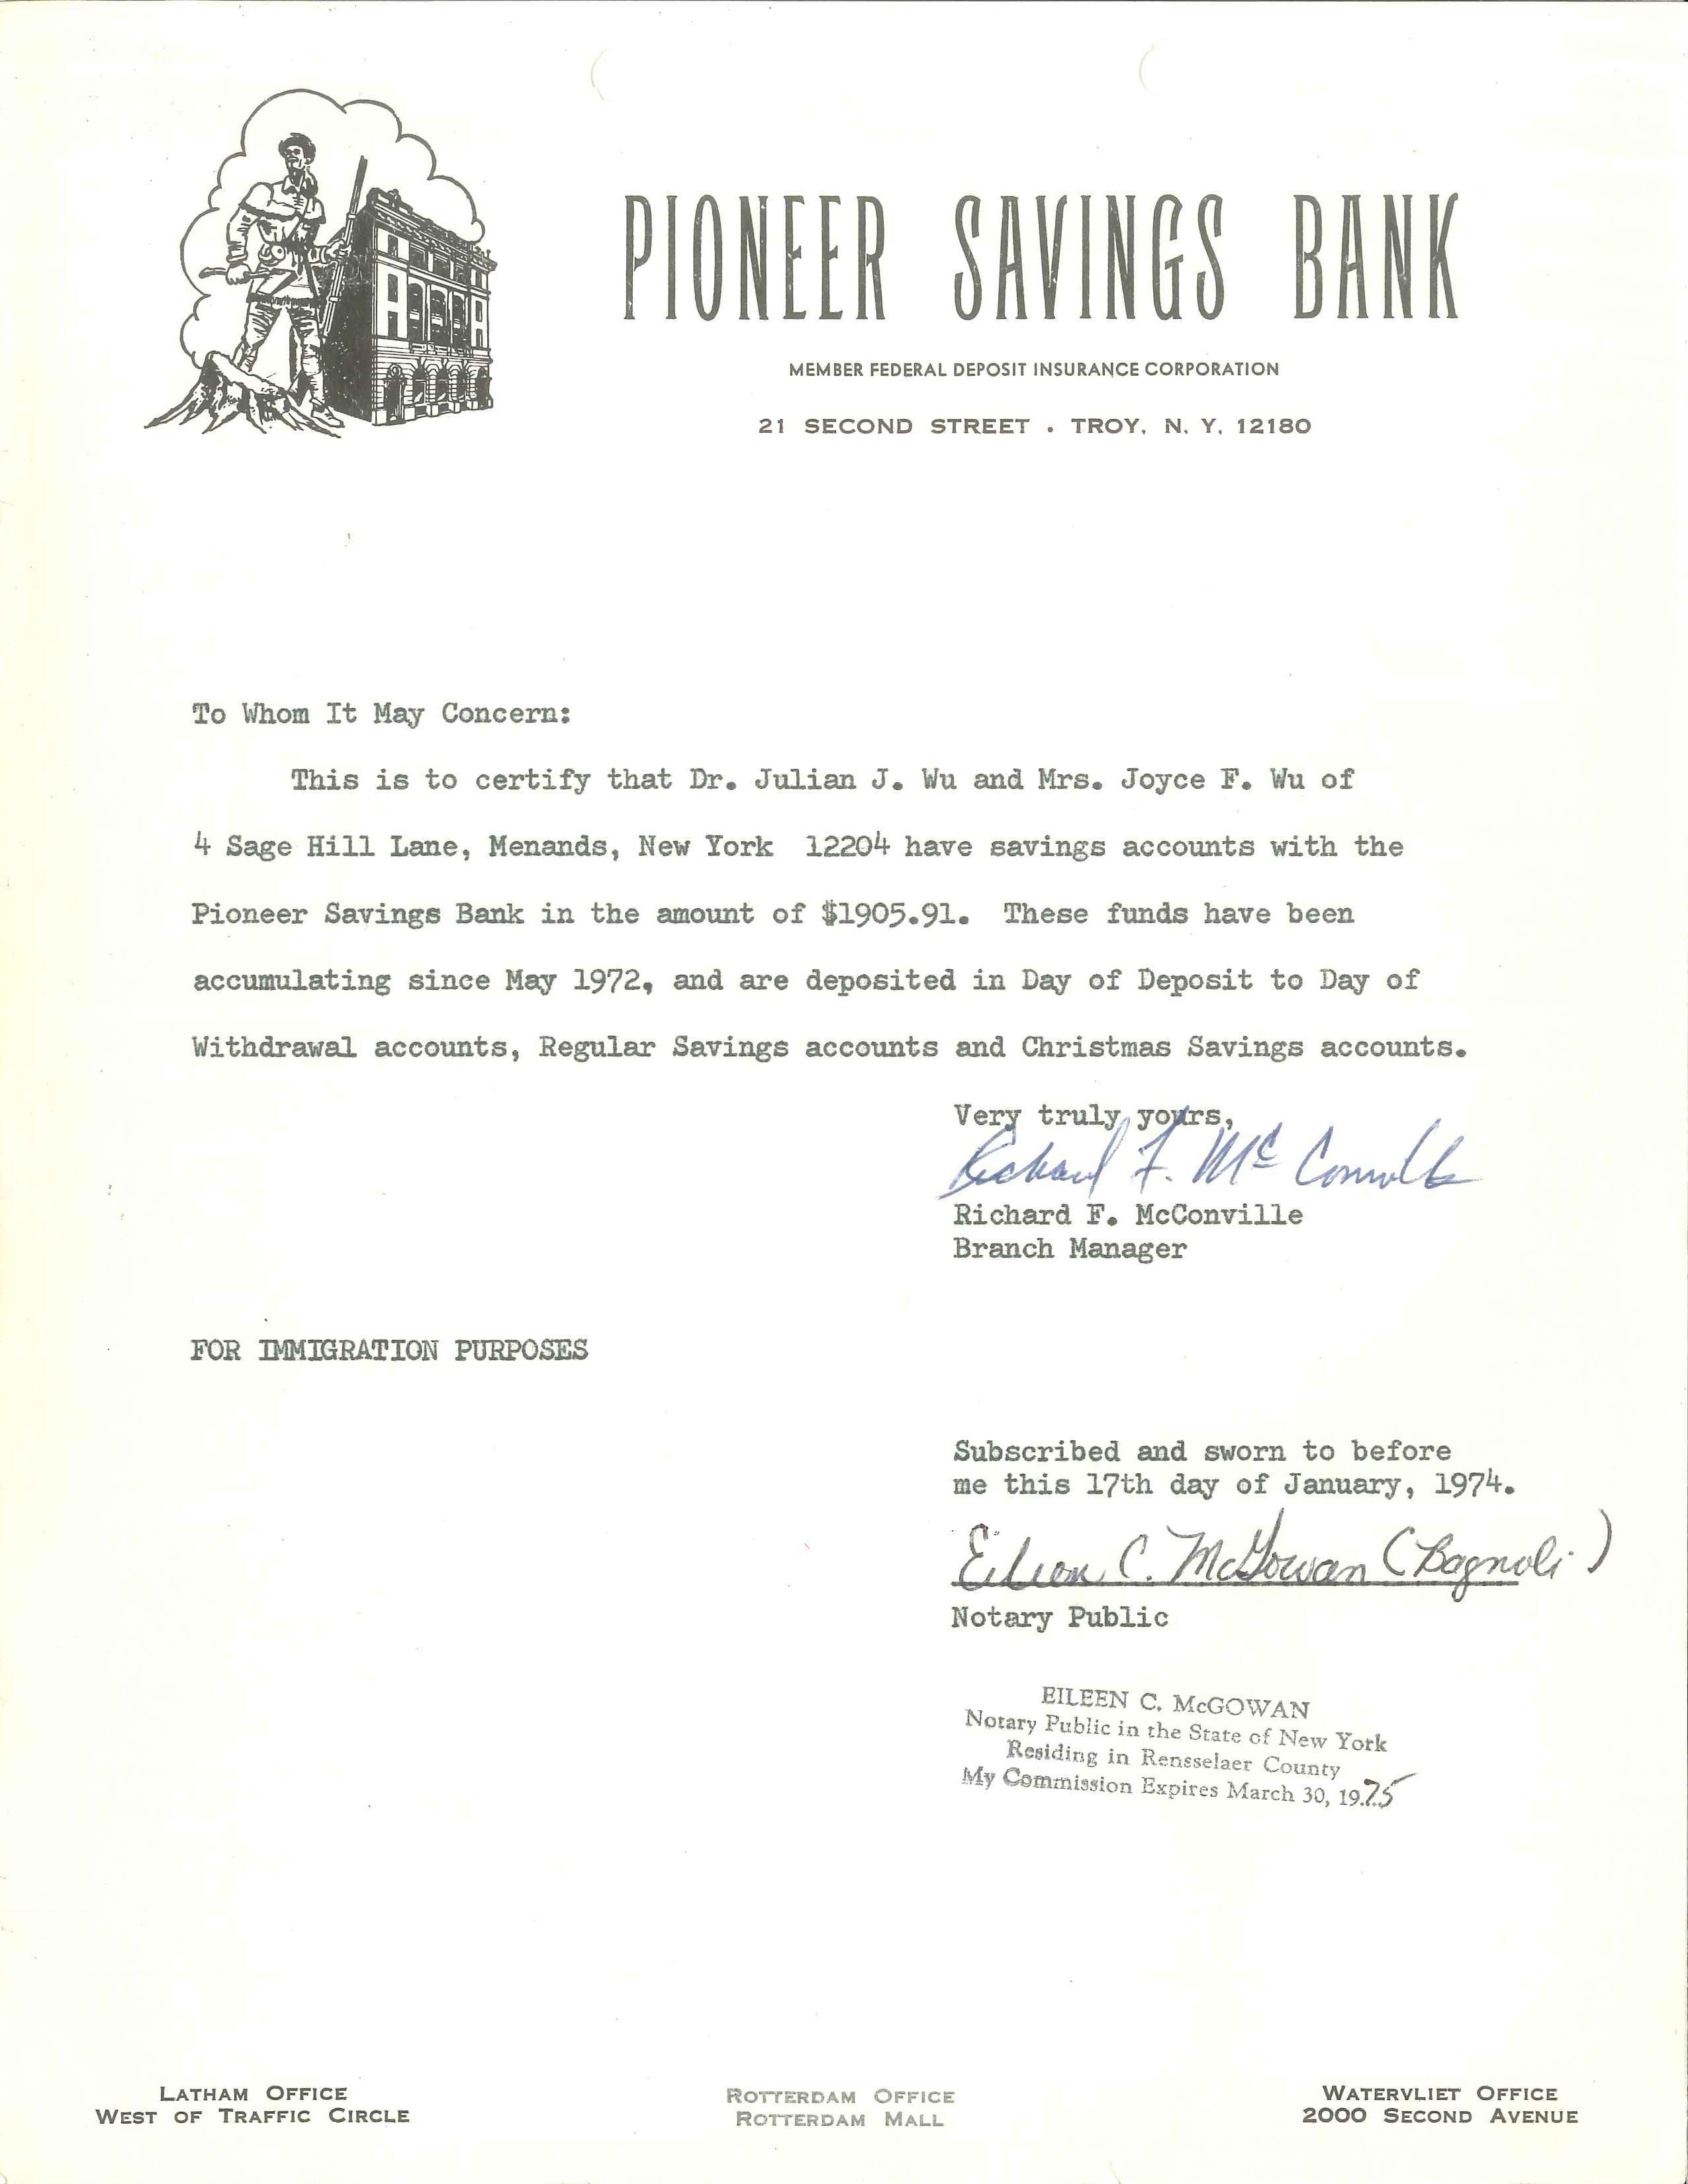 PIONEER SAVINGS BANK
MEMBER FEDERAL DEPOSIT INSURANCE CORPORATION
21 SECOND STREET . TROY, N. Y. 12180
To Whom It May Concern:
This is to certify that Dr. Julian J. Wu and Mrs. Joyce F. Wu of
4 Sage Hill Lane, Menands, New York 12204 have savings accounts with the
Pioneer Savings Bank in the amount of $1905.91. These funds have been
accumulating since May 1972, and are deposited in Day of Deposit to Day of
Withdrawal accounts, Regular Savings accounts and Christmas Savings accounts.
Very truly yours,
Richard F. McConville
Richard F. McConville
Branch Manager
FOR IMMIGRATION PURPOSES
Subscribed and sworn to before
me this 17th day of January, 1974.
Eileen C. McGowan (Bagnoli)
Notary Public
EILEEN C. McGOWAN
Notary Public in the State of New York
Residing in Rensselaer County
My Commission Expires March 30, 1975
LATHAM OFFICE
WEST OF TRAFFIC CIRCLE
ROTTERDAM OFFICE
ROTTERDAM MALL
WATERVLIET OFFICE
2000 SECOND AVENUE